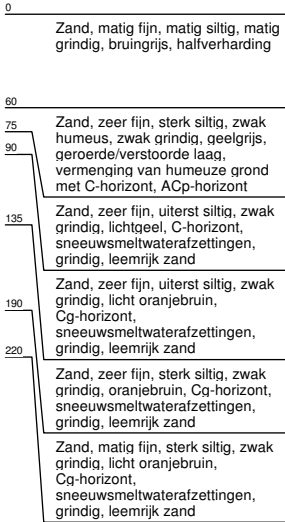 0
Zand, matig fijn, matig siltig, matig
grindig, bruingrijs, halfverharding
60
Zand, zeer fijn, sterk siltig, zwak
humeus, zwak grindig, geelgrijs,
geroerde/verstoorde laag,
vermenging van humeuze grond
met C-horizont, ACp-horizont
75
Zand, zeer fijn, uiterst siltig, zwak
grindig, lichtgeel, C-horizont,
sneeuwsmeltwaterafzettingen,
grindig, leemrijk zand
90
Zand, zeer fijn, uiterst siltig, zwak
grindig, licht oranjebruin,
Cg-horizont,
sneeuwsmeltwaterafzettingen,
grindig, leemrijk zand
135
Zand, zeer fijn, sterk siltig, zwak
grindig, oranjebruin, Cg-horizont,
sneeuwsmeltwaterafzettingen,
grindig, leemrijk zand
190
Zand, matig fijn, sterk siltig, zwak
grindig, licht oranjebruin,
Cg-horizont,
sneeuwsmeltwaterafzettingen,
grindig, leemrijk zand
220